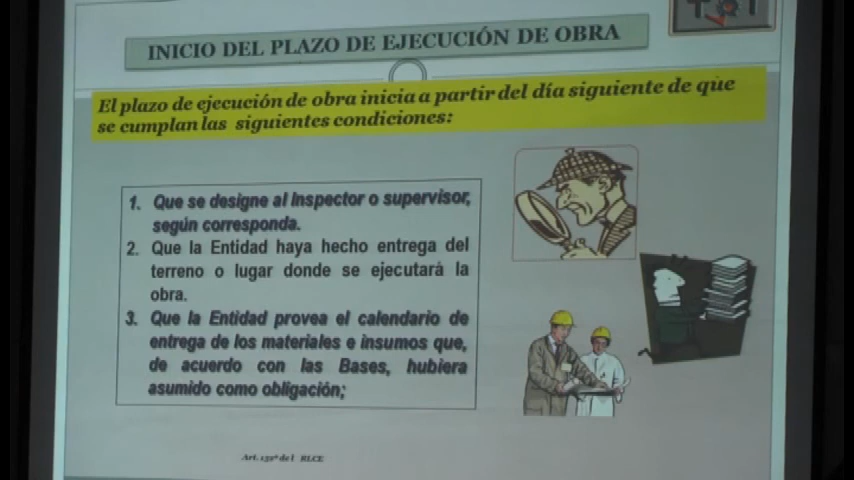 INICIO DEL PLAZO DE EJECUCIÓN DE OBRA
El plazo de ejecución de obra inicia a partir del día siguiente de que
se cumplan las siguientes condiciones:
1. Que se designe al Inspector o supervisor,
según corresponda.
2. Que la Entidad haya hecho entrega del
terreno o lugar donde se ejecutará la
obra.
3. Que la Entidad provea el calendario de
entrega de los materiales e insumos que,
de acuerdo con las Bases, hubiera
asumido como obligación;
Art. del RLCE